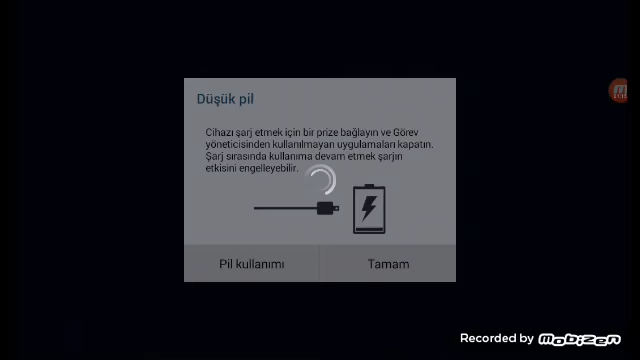 Düşük pil
Cihazı şarj etmek için bir prize bağlayın ve Görev
yöneticisinden kullanılmayan uygulamaları kapatın.
Şarj sırasında kullanıma devam etmek şarjın
etkisini engelleyebilir.
Pil kullanımı
Tamam
Recorded by mobizen